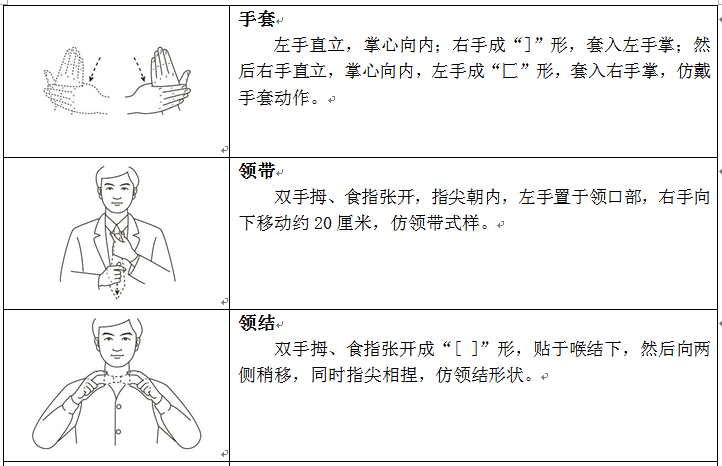 手套
左手直立，掌心向内；右手成“]”形，套入左手掌；然
后右手直立，掌心向内，左手成“匚”形，套入右手掌，仿戴
手套动作。
领带
双手拇、食指张开，指尖朝内，左手置于领口部，右手向
下移动约 20 厘米，仿领带式样。
领结
双手拇、食指张开成“[ ]”形，贴于喉结下，然后向两
侧稍移，同时指尖相捏，仿领结形状。